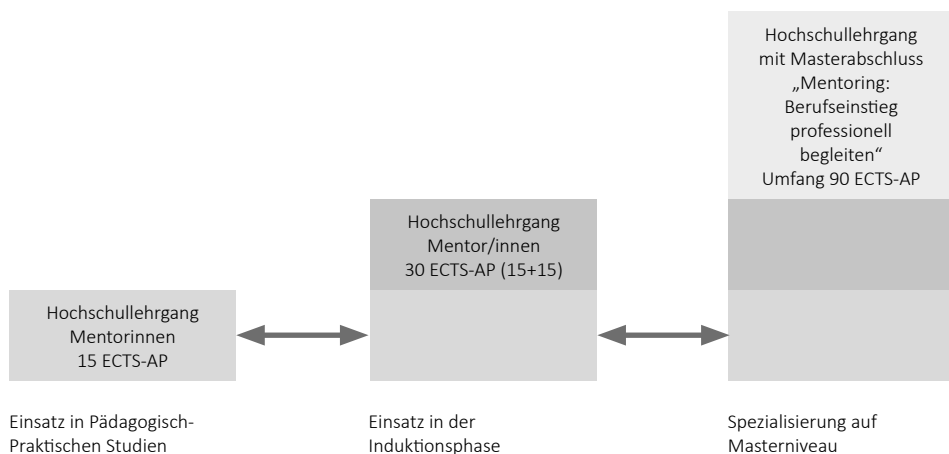 Hochschullehrgang
mit Masterabschluss
„Mentoring:
Berufseinstieg
professionell
begleiten“
Umfang 90 ECTS-AP
Hochschullehrgang
Mentor/innen
30 ECTS-AP (15+15)
Hochschullehrgang
Mentorinnen
15 ECTS-AP
Einsatz in Pädagogisch-
Praktischen Studien
Einsatz in der
Induktionsphase
Spezialisierung auf
Masterniveau